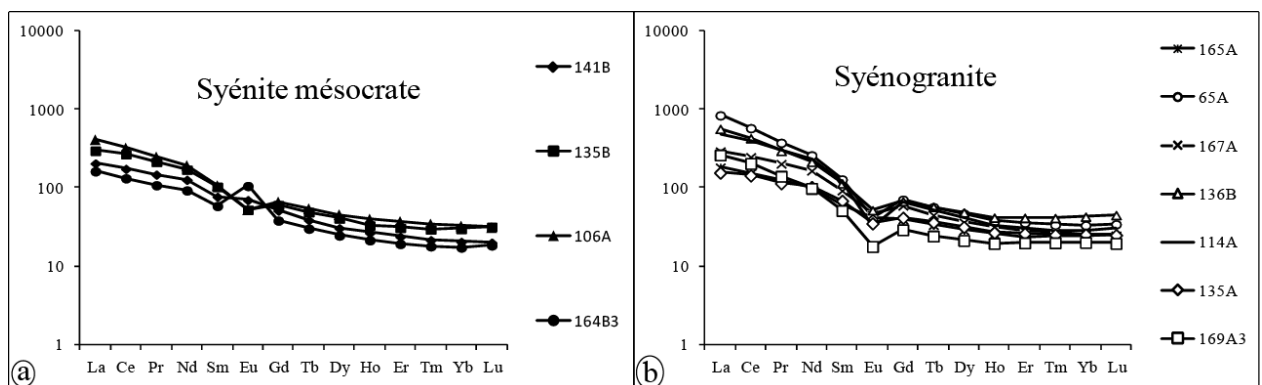 10000
1000
100
10
1
Syénite mésocrate
141B
135B
106A
164B3
La Ce Pr Nd Sm Eu Gd Tb Dy Ho Er Tm Yb Lu
a
10000
1000
100
10
1
Syénogranite
165A
65A
167A
136B
114A
135A
169A3
La Ce Pr Nd Sm Eu Gd Tb Dy Ho Er Tm Yb Lu
b